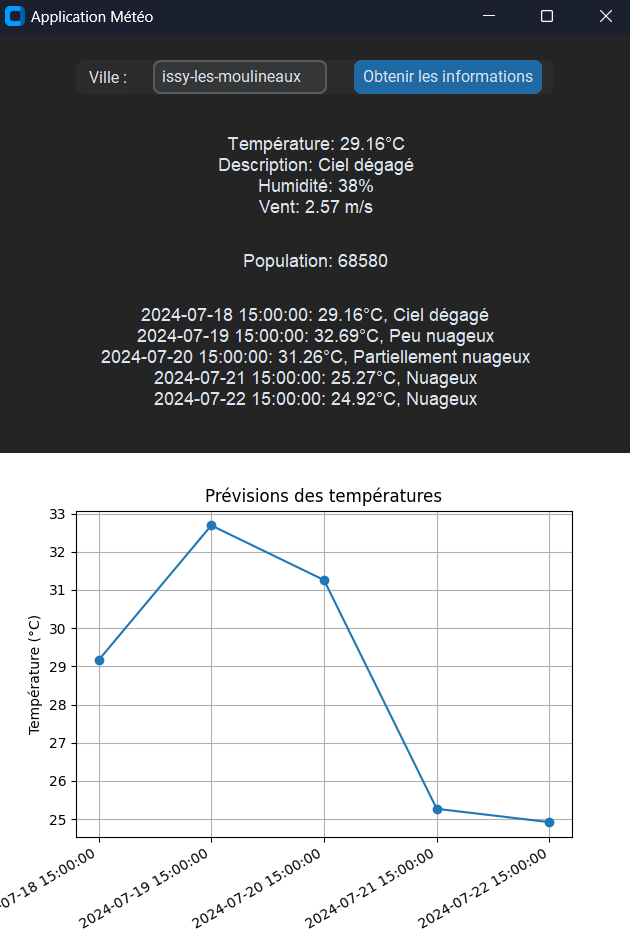 Application Météo
Ville : issy-les-moulineaux Obtenir les informations
Température: 29.16°C
Description: Ciel dégagé
Humidité: 38%
Vent: 2.57 m/s
Population: 68580
2024-07-18 15:00:00: 29.16°C, Ciel dégagé
2024-07-19 15:00:00: 32.69°C, Peu nuageux
2024-07-20 15:00:00: 31.26°C, Partiellement nuageux
2024-07-21 15:00:00: 25.27°C, Nuageux
2024-07-22 15:00:00: 24.92°C, Nuageux
Prévisions des températures
Température (°C)
33
32
31
30
29
28
27
26
25
07-18 15:00:00
2024-07-19 15:00:00
2024-07-20 15:00:00
2024-07-21 15:00:00
2024-07-22 15:00:00